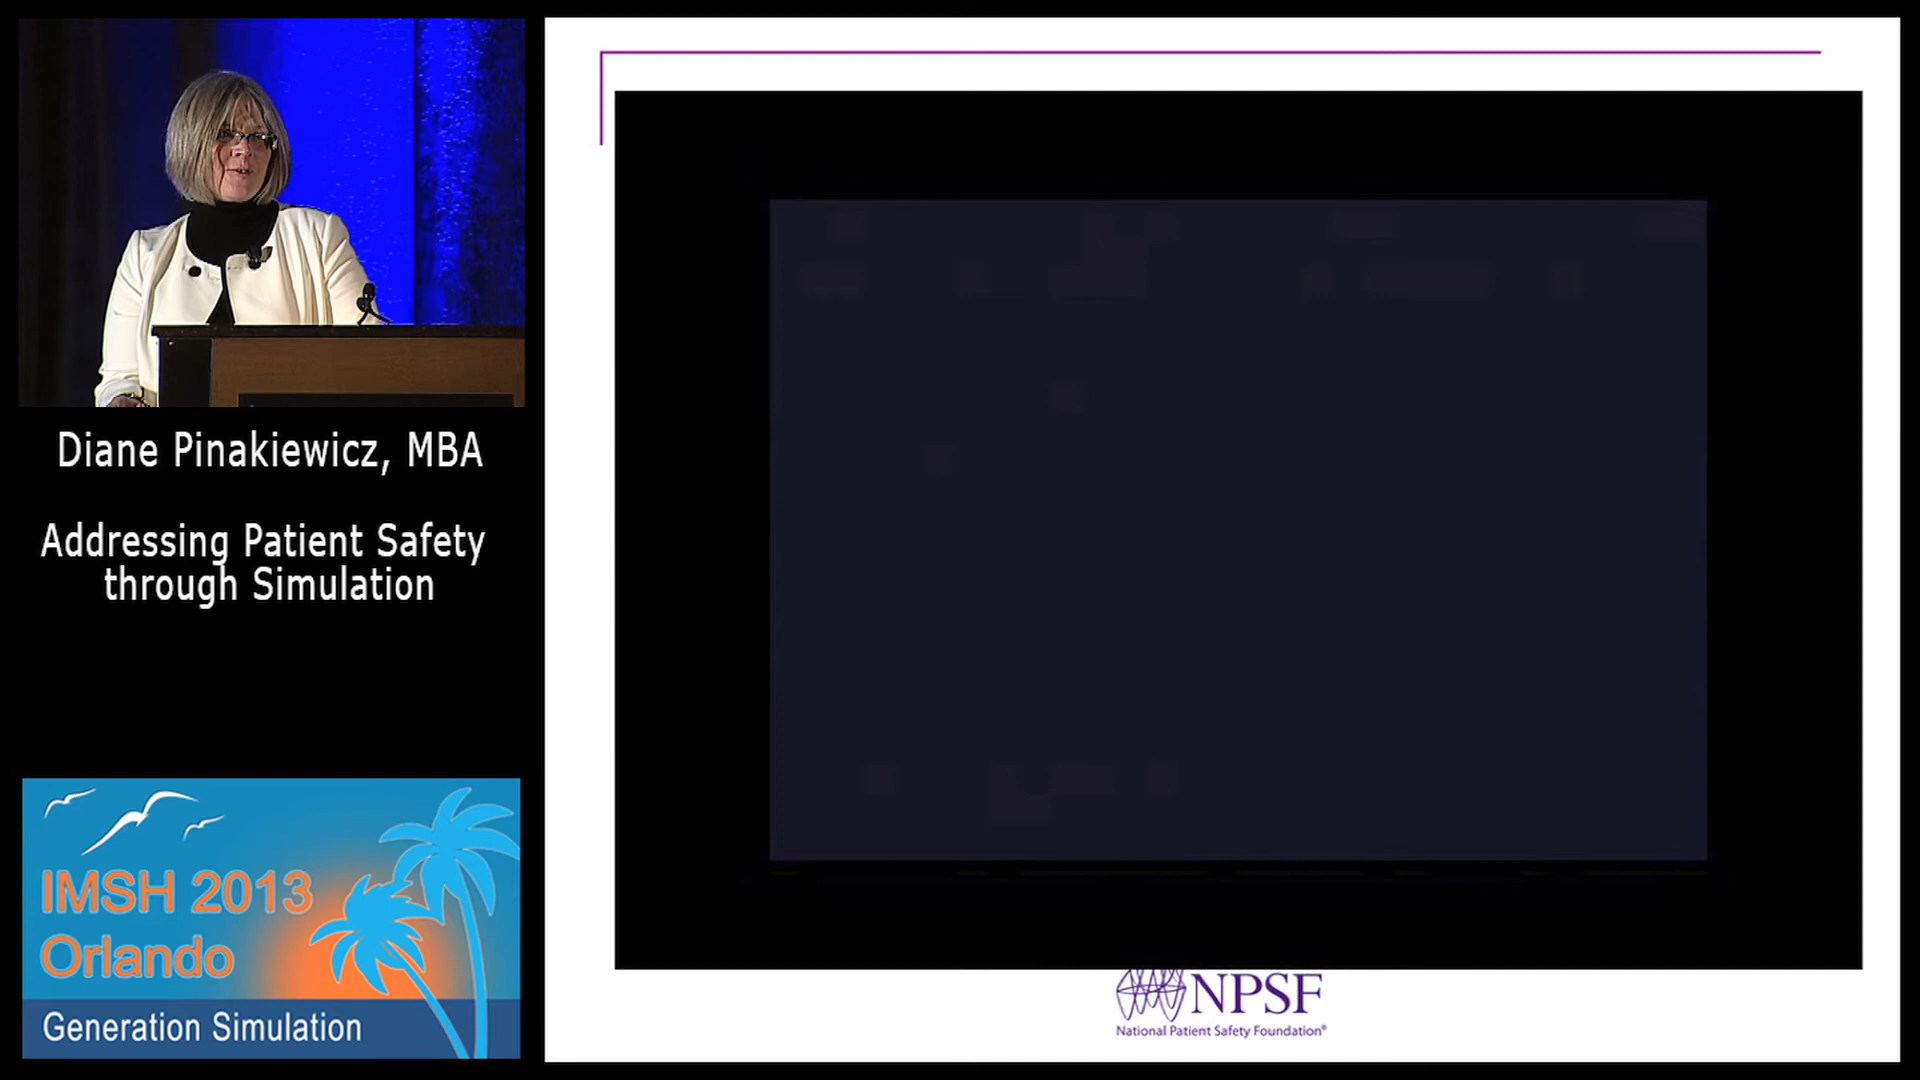 Diane Pinakiewicz, MBA
Addressing Patient Safety
through Simulation
IMSH 2013
Orlando
Generation Simulation
NPSF
National Patient Safety Foundation®